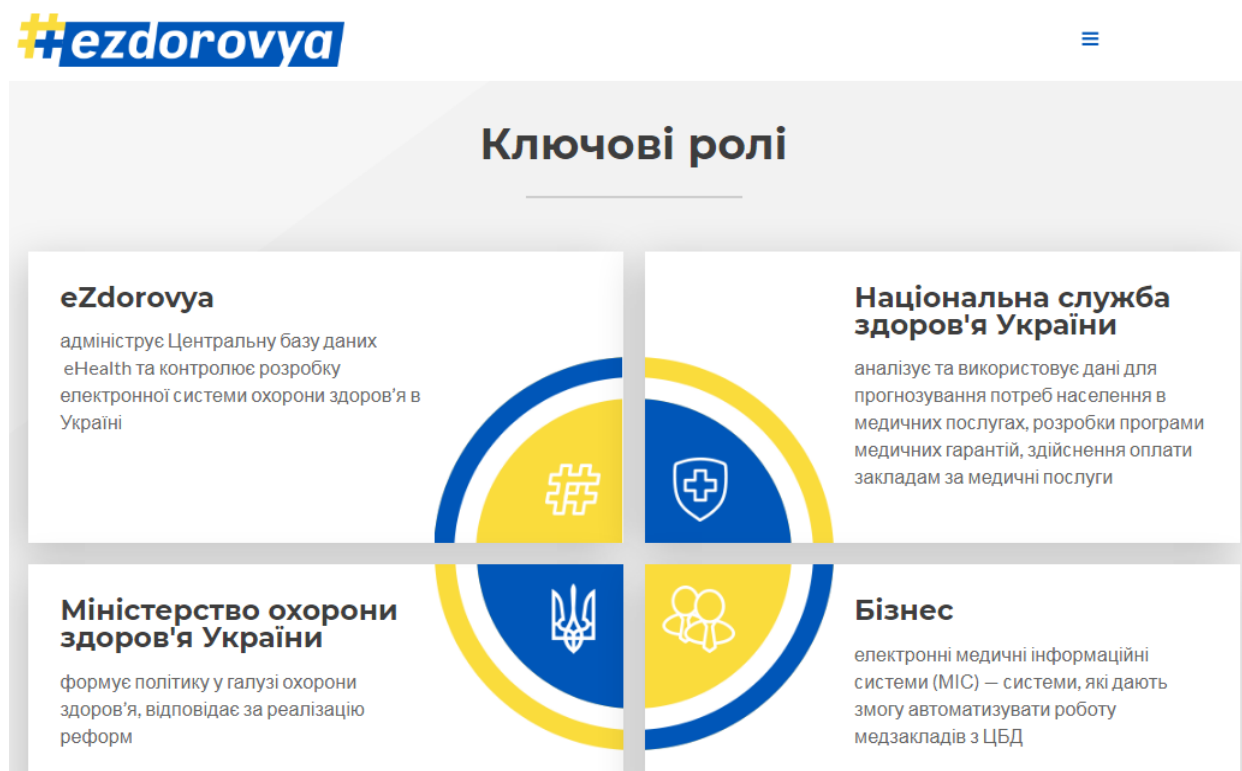 #ezdorovya
Ключові ролі
eZdorovya
адмініструє Центральну базу даних
eHealth та контролює розробку
електронної системи охорони здоров’я в
Україні
Національна служба
здоров'я України
аналізує та використовує дані для
прогнозування потреб населення в
медичних послугах, розробки програми
медичних гарантій, здійснення оплати
закладам за медичні послуги
Міністерство охорони
здоров'я України
формує політику у галузі охорони
здоров’я, відповідає за реалізацію
реформ
Бізнес
електронні медичні інформаційні
системи (МІС) — системи, які дають
змогу автоматизувати роботу
медзакладів з ЦБД